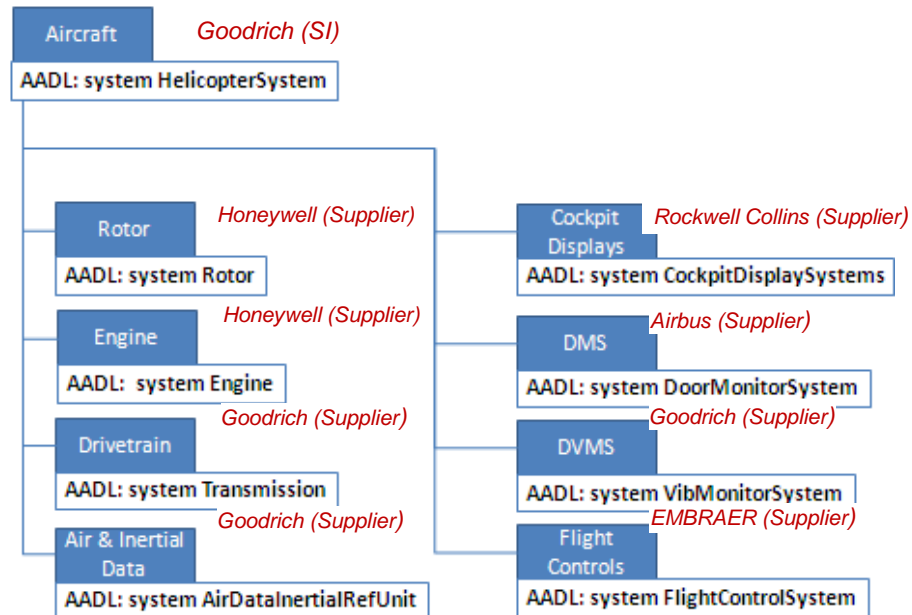 Aircraft
Goodrich (SI)
AADL: system HelicopterSystem
Rotor
Honeywell (Supplier)
AADL: system Rotor
Engine
Honeywell (Supplier)
AADL: system Engine
Drivetrain
Goodrich (Supplier)
AADL: system Transmission
Air & Inertial
Data
Goodrich (Supplier)
AADL: system AirDataInertialRefUnit
Cockpit
Displays
Rockwell Collins (Supplier)
AADL: system CockpitDisplaySystems
DMS
Airbus (Supplier)
AADL: system DoorMonitorSystem
DVMS
Goodrich (Supplier)
AADL: system VibMonitorSystem
Flight
Controls
EMBRAER (Supplier)
AADL: system FlightControlSystem